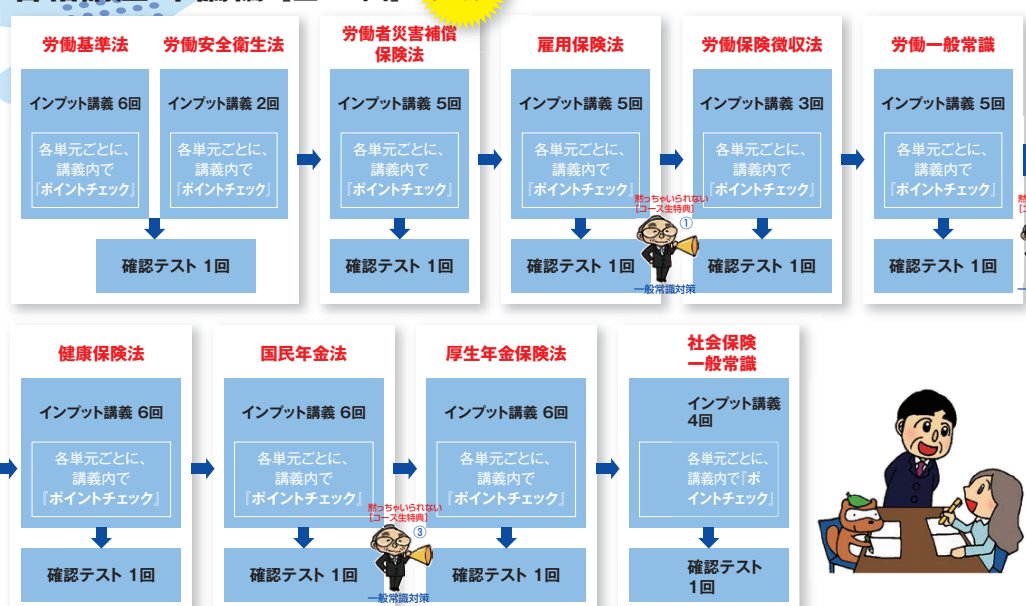 労働基準法
労働安全衛生法
インプット講義 6回
インプット講義 2回
各単元ごとに、
講義内で
『ポイントチェック』
各単元ごとに、
講義内で
『ポイントチェック』
確認テスト 1回
労働者災害補償
保険法
インプット講義 5回
各単元ごとに、
講義内で
『ポイントチェック』
確認テスト 1回
雇用保険法
インプット講義 5回
各単元ごとに、
講義内で
『ポイントチェック』
確認テスト 1回
黙っちゃいられない
【コース生特典】
①
一般常識対策
労働保険徴収法
インプット講義 3回
各単元ごとに、
講義内で
『ポイントチェック』
確認テスト 1回
労働一般常識
インプット講義 5回
各単元ごとに、
講義内で
『ポイントチェック』
確認テスト 1回
健康保険法
インプット講義 6回
各単元ごとに、
講義内で
『ポイントチェック』
確認テスト 1回
国民年金法
インプット講義 6回
各単元ごとに、
講義内で
『ポイントチェック』
確認テスト 1回
黙っちゃいられない
【コース生特典】
③
一般常識対策
厚生年金保険法
インプット講義 6回
各単元ごとに、
講義内で
『ポイントチェック』
確認テスト 1回
社会保険
一般常識
インプット講義
4回
各単元ごとに、
講義内で『ポ
イントチェック』
確認テスト
1回